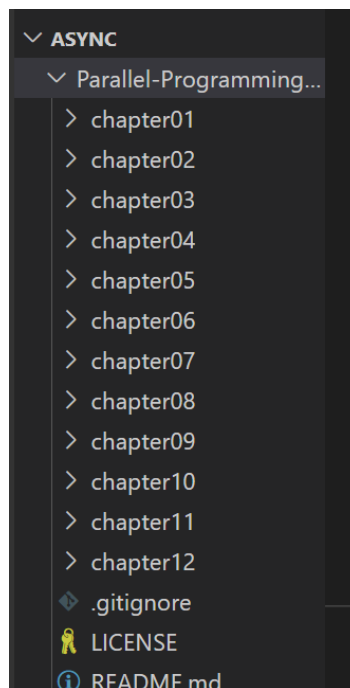 ASYNC
Parallel-Programming...
chapter01
chapter02
chapter03
chapter04
chapter05
chapter06
chapter07
chapter08
chapter09
chapter10
chapter11
chapter12
.gitignore
LICENSE
README.md